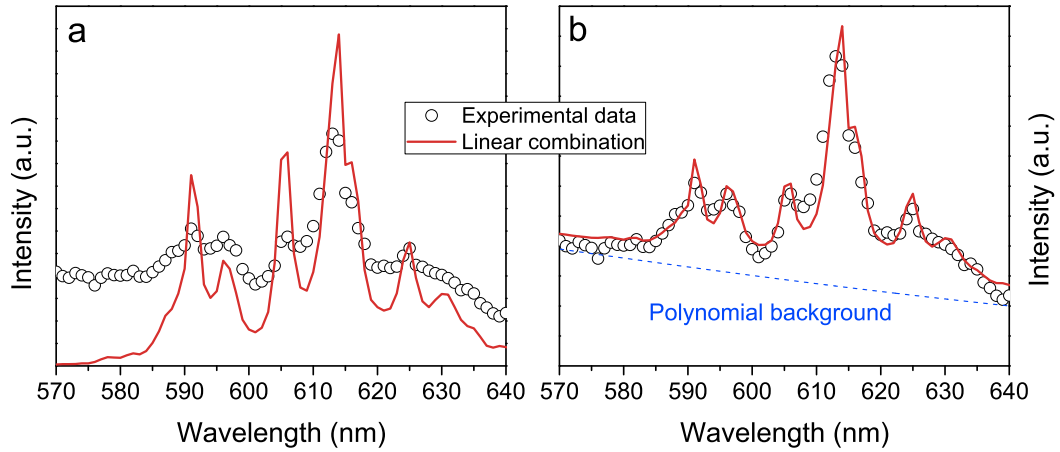 a
b
Experimental data
Linear combination
Intensity (a.u.)
Intensity (a.u.)
Polynomial background
570 580 590 600 610 620 630 640
570 580 590 600 610 620 630 640
Wavelength (nm)
Wavelength (nm)